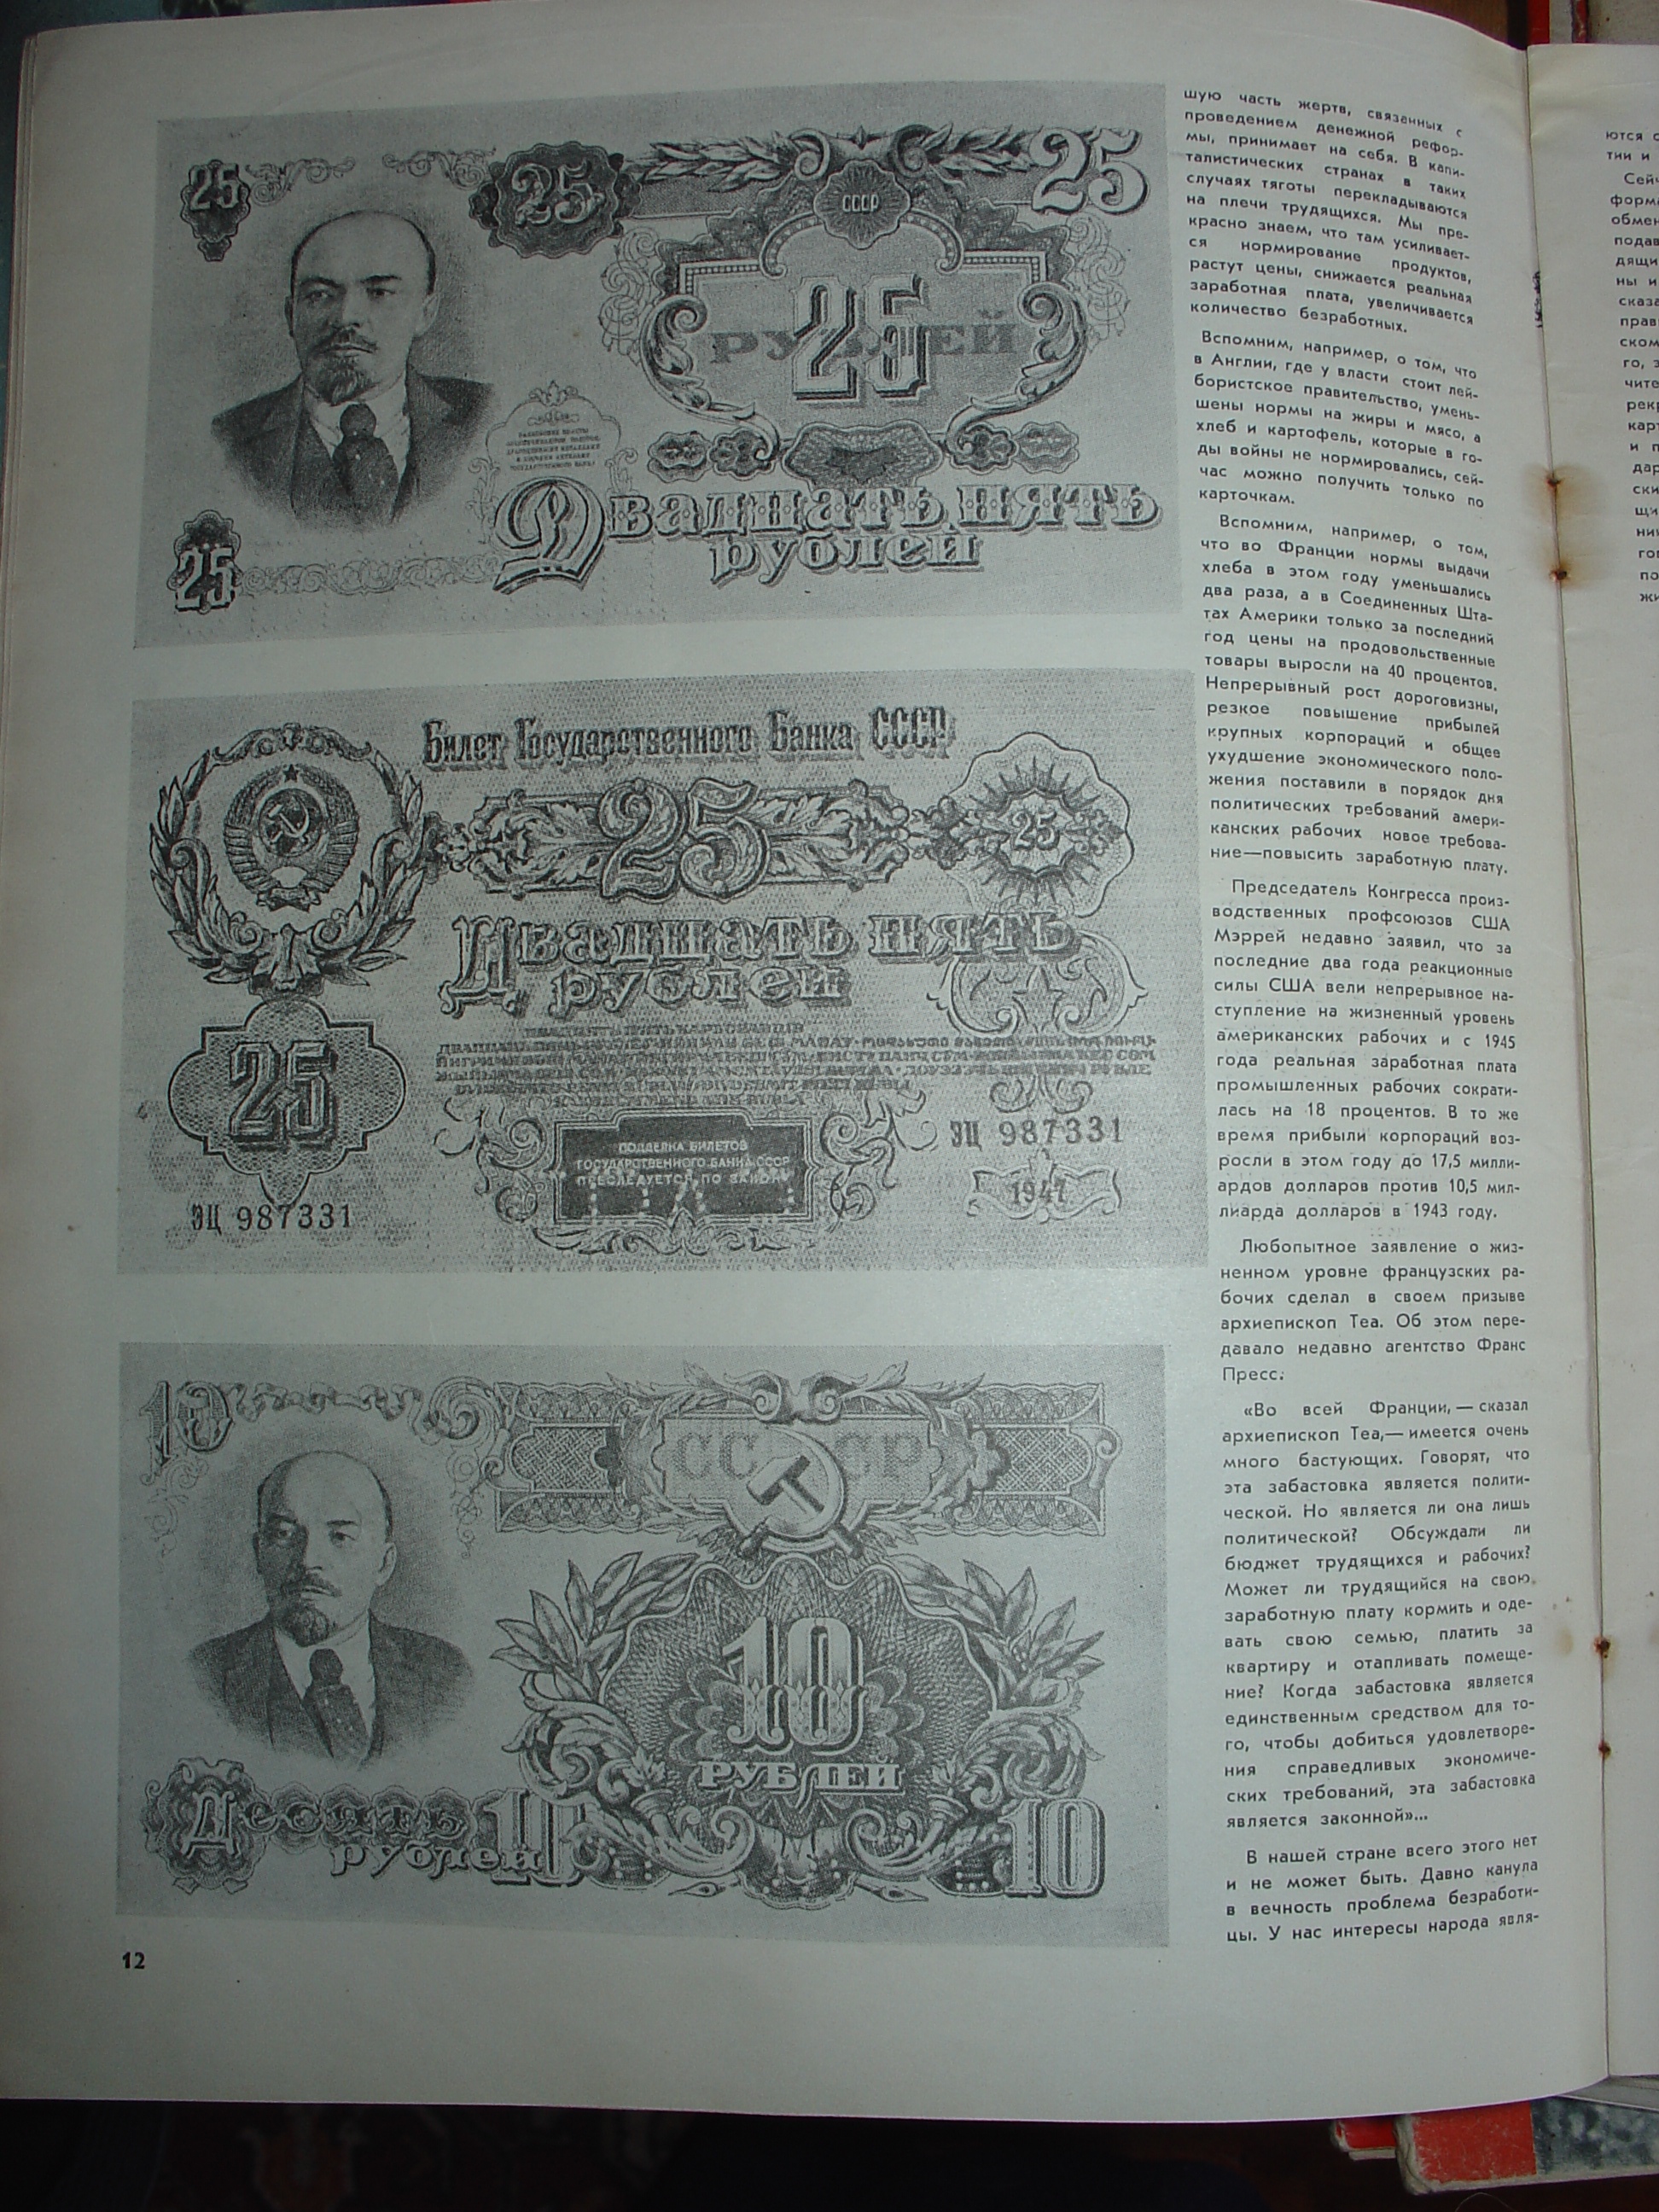 25
25
25
СССР
25
РУБЛЕЙ
Двадцать пять
рублей
25
Билет Государственного Банка СССР
25
25
Двадцать пять
рублей
25
ПОДДЕЛКА БИЛЕТОВ
ГОСУДАРСТВЕННОГО БАНКА СССР
ПРЕСЛЕДУЕТСЯ ПО ЗАКОНУ
ЭЦ 987331
1947
ЭЦ 987331
10
СССР
10
РУБЛЕЙ
Десять
рублей
10
10
12
шую часть жертв, связанных с
проведением денежной рефор-
мы, принимает на себя. В капи-
талистических странах в таких
случаях тяготы перекладываются
на плечи трудящихся. Мы пре-
красно знаем, что там усиливает-
ся нормирование продуктов,
растут цены, снижается реальная
заработная плата, увеличивается
количество безработных.
Вспомним, например, о том, что
в Англии, где у власти стоит лей-
бористское правительство, умень-
шены нормы на жиры и мясо, а
хлеб и картофель, которые в го-
ды войны не нормировались, сей-
час можно получить только по
карточкам.
Вспомним, например, о том,
что во Франции нормы выдачи
хлеба в этом году уменьшались
два раза, а в Соединенных Шта-
тах Америки только за последний
год цены на продовольственные
товары выросли на 40 процентов.
Непрерывный рост дороговизны,
резкое повышение прибылей
крупных корпораций и общее
ухудшение экономического поло-
жения поставили в порядок дня
политических требований амери-
канских рабочих новое требова-
ние—повысить заработную плату.
Председатель Конгресса произ-
водственных профсоюзов США
Мэррей недавно заявил, что за
последние два года реакционные
силы США вели непрерывное на-
ступление на жизненный уровень
американских рабочих и с 1945
года реальная заработная плата
промышленных рабочих сократи-
лась на 18 процентов. В то же
время прибыли корпораций воз-
росли в этом году до 17,5 милли-
ардов долларов против 10,5 мил-
лиарда долларов в 1943 году.
Любопытное заявление о жиз-
ненном уровне французских ра-
бочих сделал в своем призыве
архиепископ Теа. Об этом пере-
давало недавно агентство Франс
Пресс:
«Во всей Франции, — сказал
архиепископ Теа,— имеется очень
много бастующих. Говорят, что
эта забастовка является полити-
ческой. Но является ли она лишь
политической? Обсуждали ли
бюджет трудящихся и рабочих?
Может ли трудящийся на свою
заработную плату кормить и оде-
вать свою семью, платить за
квартиру и отапливать помеще-
ние? Когда забастовка является
единственным средством для то-
го, чтобы добиться удовлетворе-
ния справедливых экономиче-
ских требований, эта забастовка
является законной»...
В нашей стране всего этого нет
и не может быть. Давно канула
в вечность проблема безработи-
цы. У нас интересы народа явля-